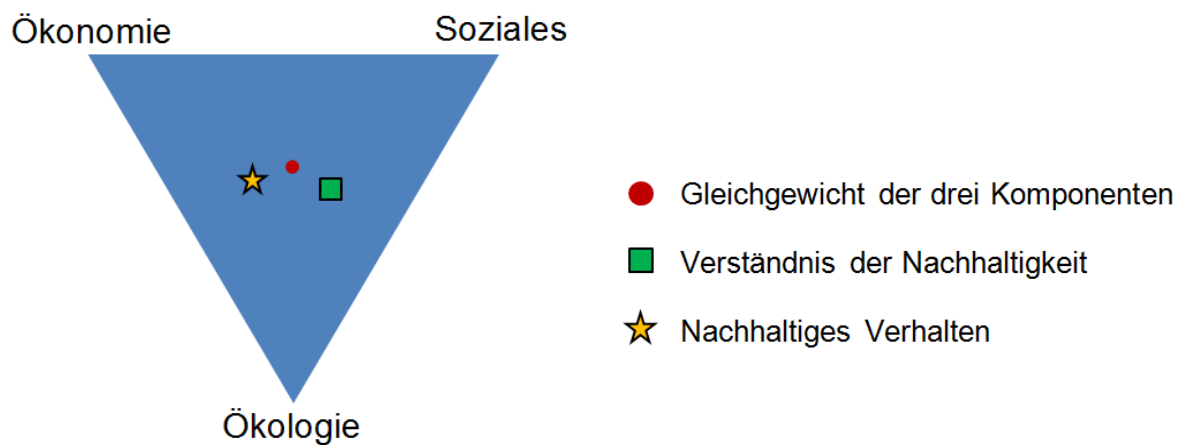 Ökonomie
Soziales
Gleichgewicht der drei Komponenten
Verständnis der Nachhaltigkeit
Nachhaltiges Verhalten
Ökologie